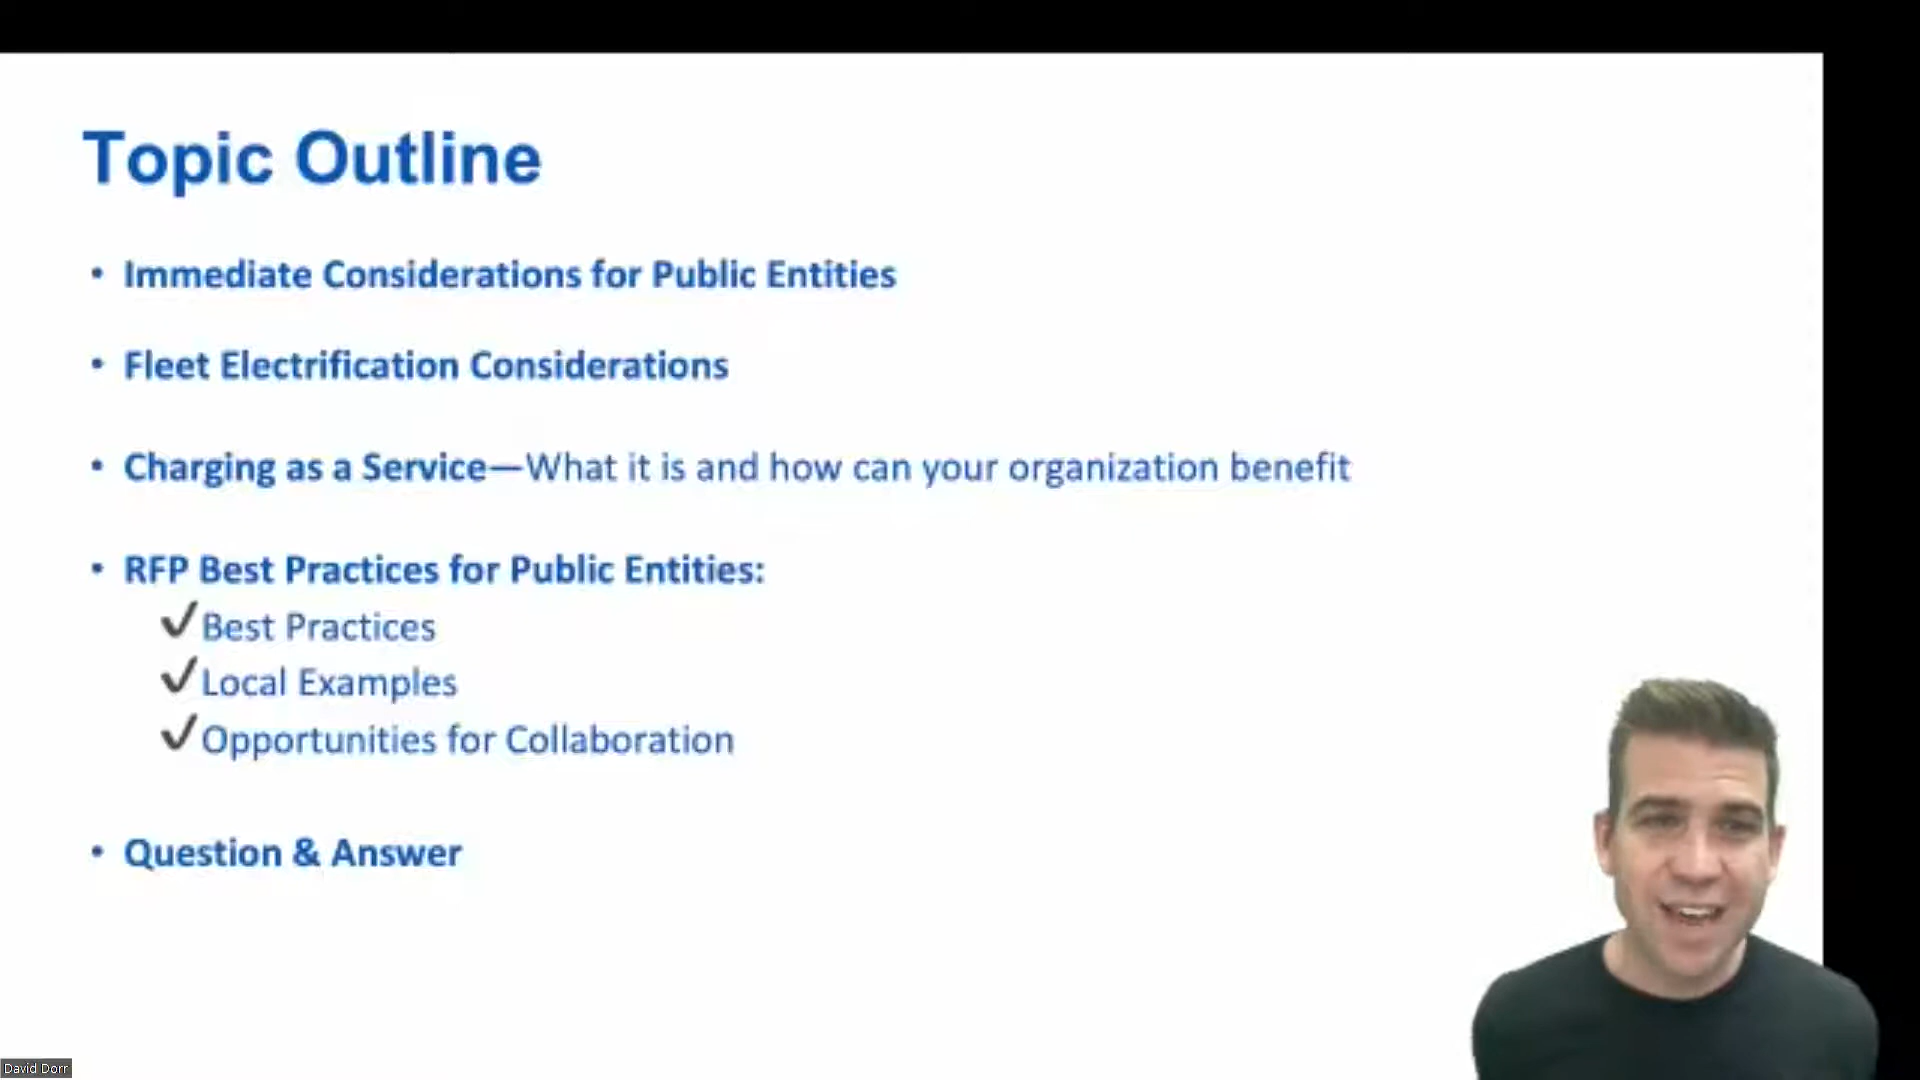 Topic Outline
• Immediate Considerations for Public Entities
• Fleet Electrification Considerations
• Charging as a Service—What it is and how can your organization benefit
• RFP Best Practices for Public Entities:
✔Best Practices
✔Local Examples
✔Opportunities for Collaboration
• Question & Answer
David Dorr